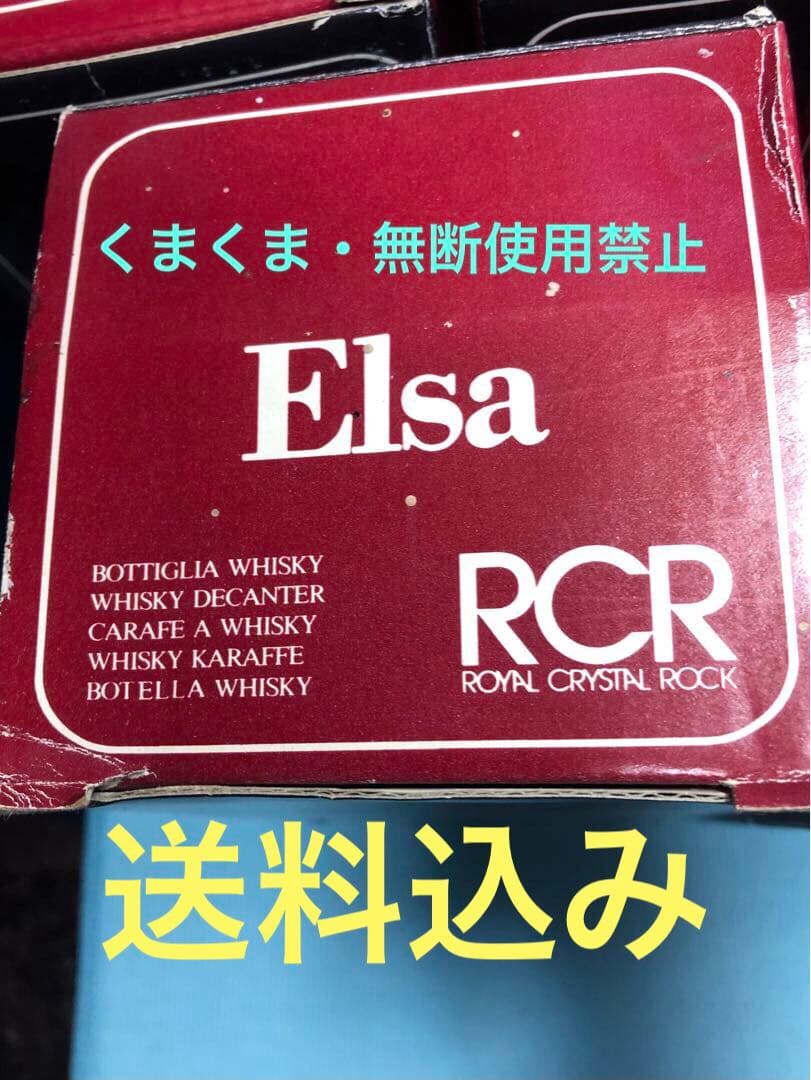 くまくま・無断使用禁止
Elsa
BOTTIGLIA WHISKY
WHISKY DECANTER
CARAFE A WHISKY
WHISKY KARAFFE
BOTELLA WHISKY
RCR
ROYAL CRYSTAL ROCK
送料込み